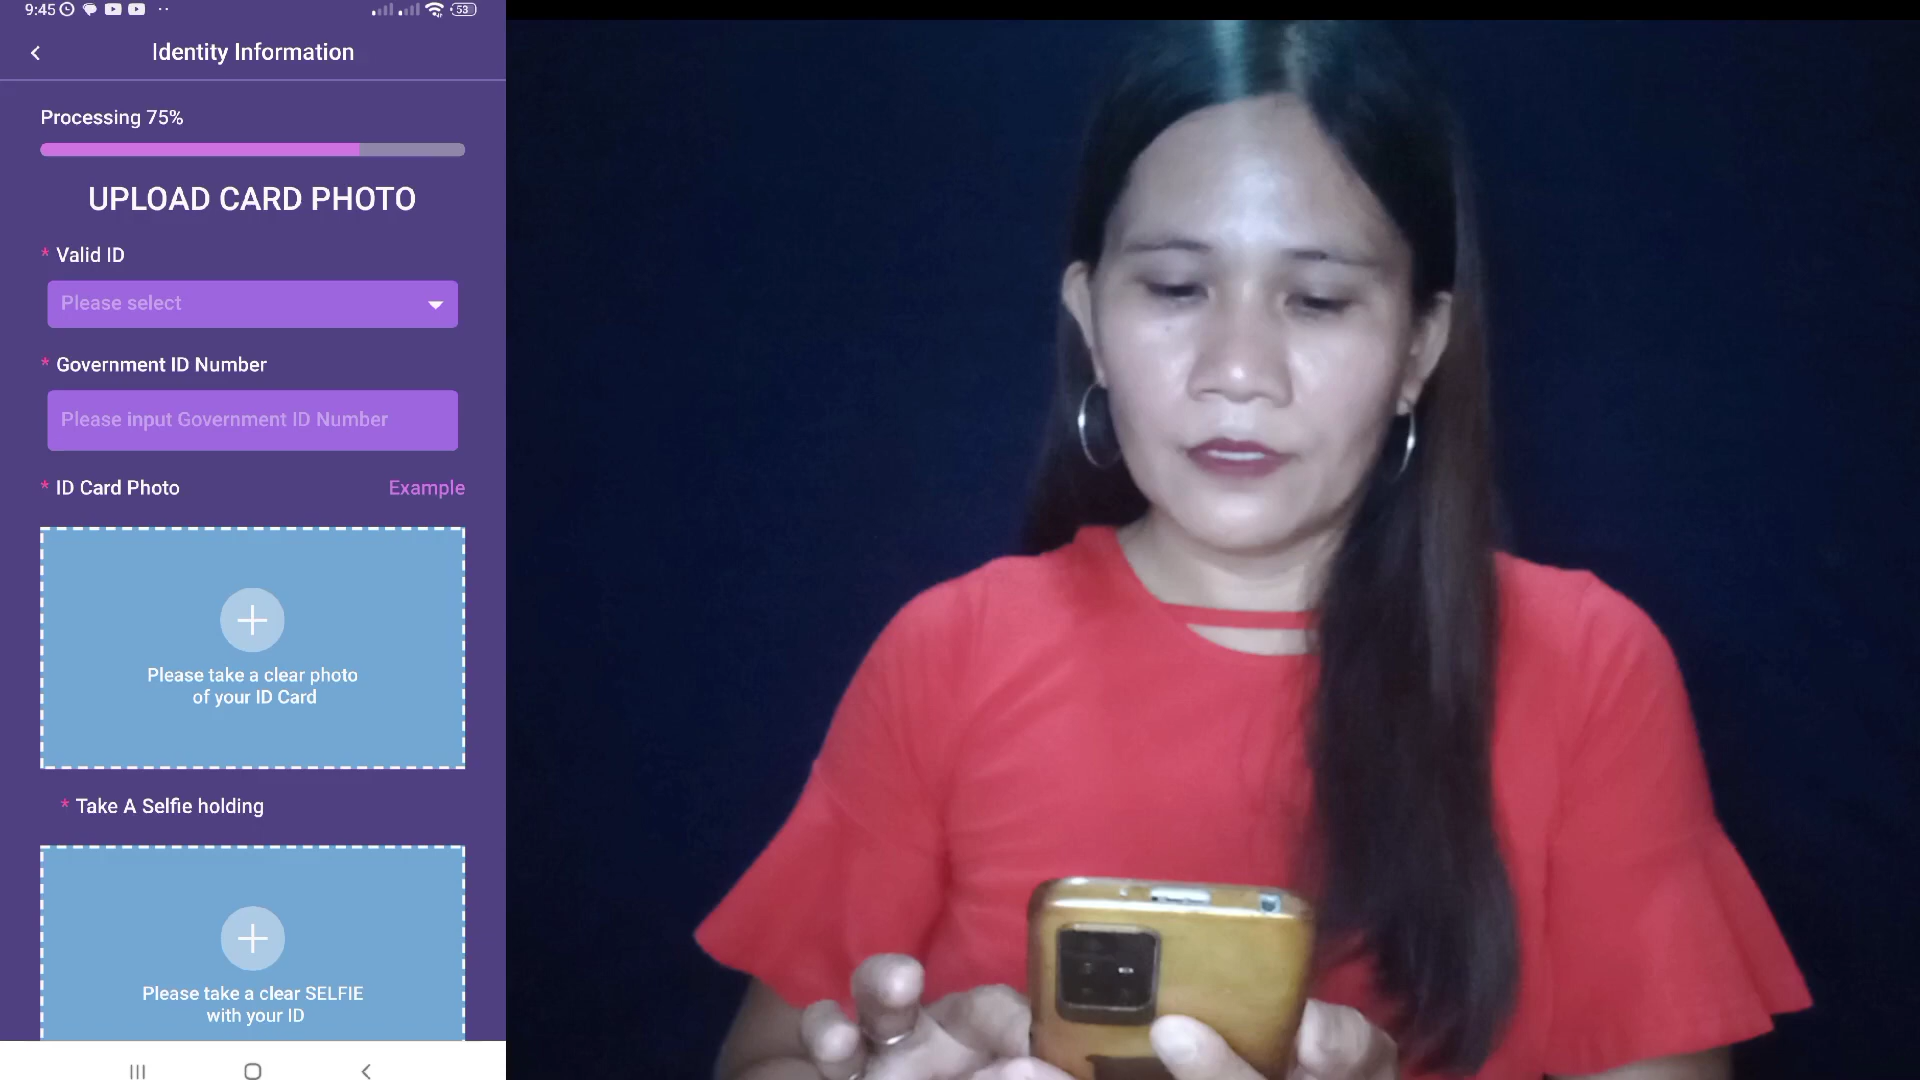 9:45
53
Identity Information
Processing 75%
UPLOAD CARD PHOTO
* Valid ID
Please select
* Government ID Number
Please input Government ID Number
* ID Card Photo Example
Please take a clear photo
of your ID Card
* Take A Selfie holding
Please take a clear SELFIE
with your ID